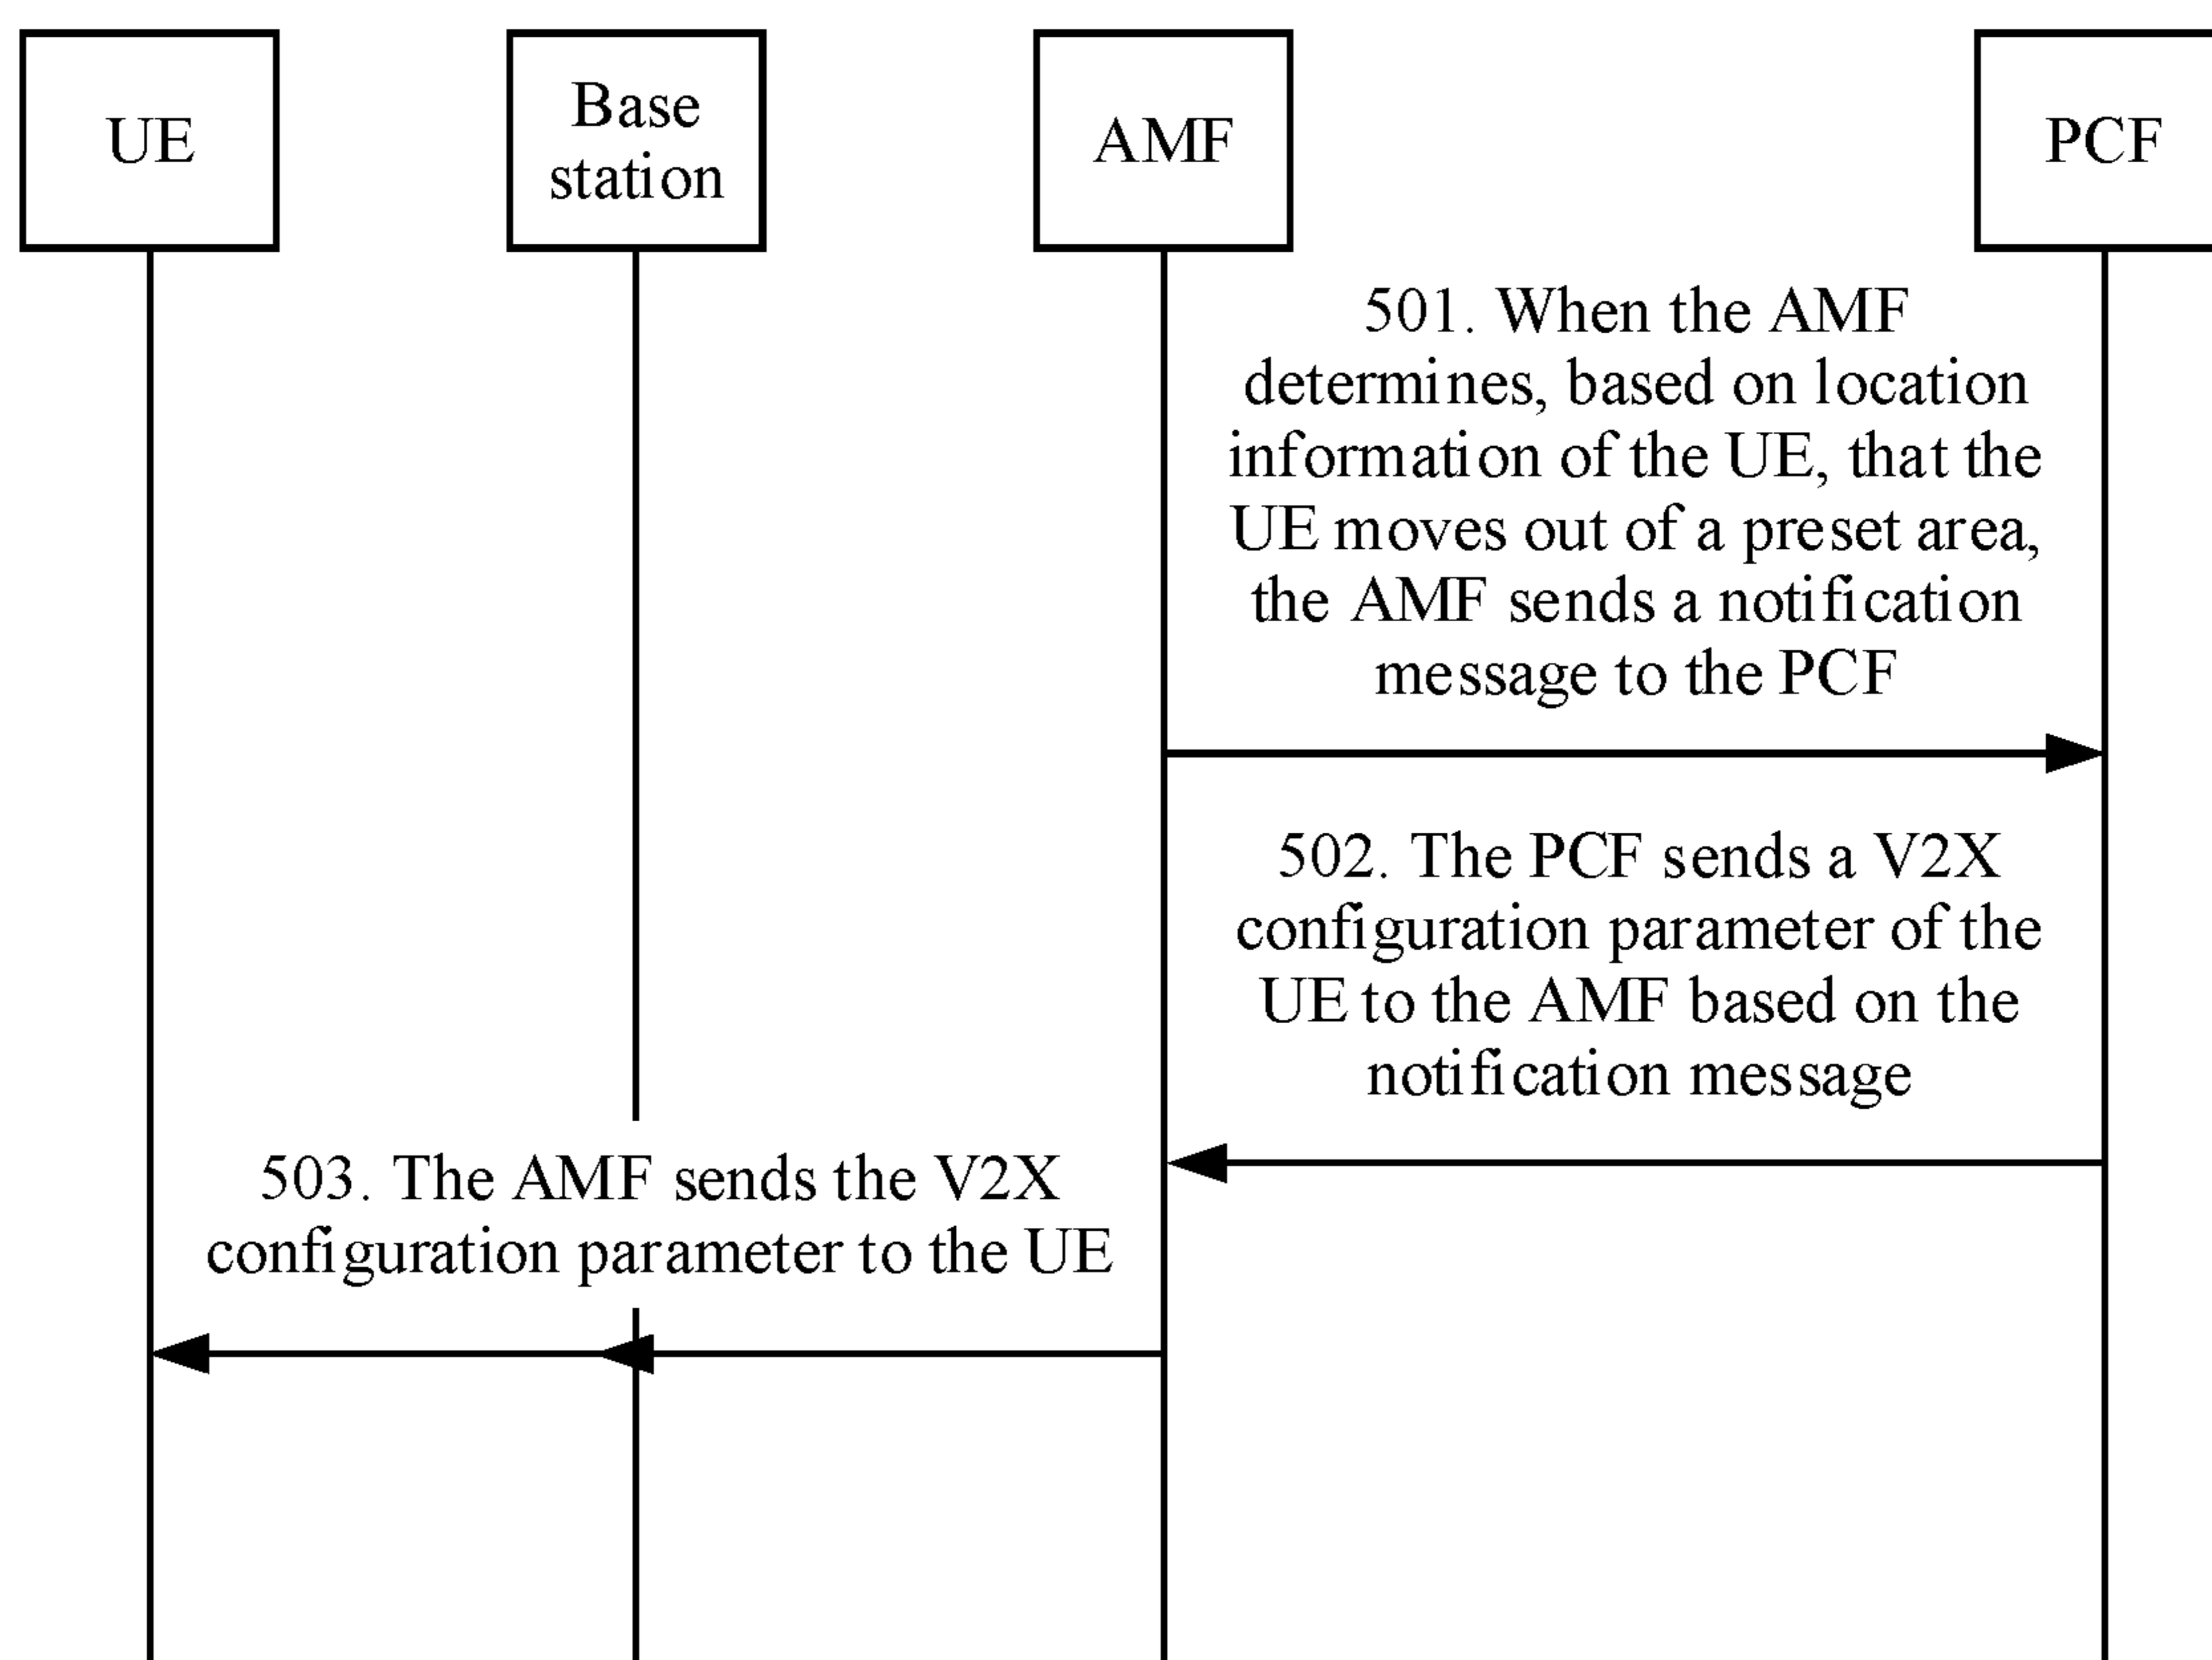 UE
Base
station
AMF
PCF
501. When the AMF
determines, based on location
information of the UE, that the
UE moves out of a preset area,
the AMF sends a notification
message to the PCF
502. The PCF sends a V2X
configuration parameter of the
UE to the AMF based on the
notification message
503. The AMF sends the V2X
configuration parameter to the UE